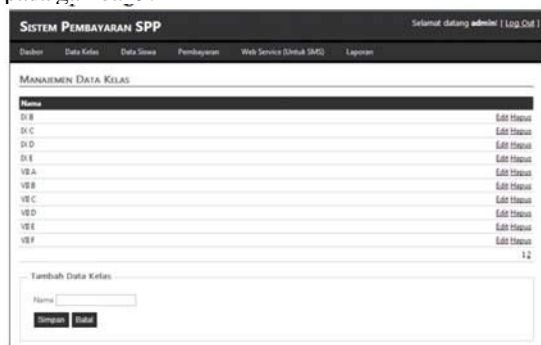 SISTEM PEMBAYARAN SPP
Selamat datang admin! [ Log Out ]
Dasbor Data Kelas Data Siswa Pembayaran Web Service (Untuk SMS) Laporan
MANAJEMEN DATA KELAS
Nama
IX B Edit Hapus
IX C Edit Hapus
IX D Edit Hapus
IX E Edit Hapus
VII A Edit Hapus
VII B Edit Hapus
VII C Edit Hapus
VII D Edit Hapus
VII E Edit Hapus
VII F Edit Hapus
1 2
Tambah Data Kelas
Nama
Simpan Batal